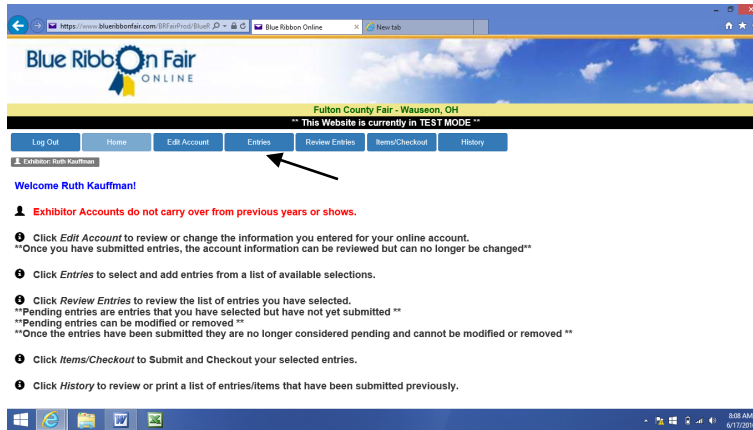 https://www.blueribbonfair.com/BRFairProd/BlueR
Blue Ribbon Online
New tab
Blue Ribbon Fair
ONLINE
Fulton County Fair - Wauseon, OH
** This Website is currently in TEST MODE **
Log Out Home Edit Account Entries Review Entries Items/Checkout History
Exhibitor: Ruth Kauffman
Welcome Ruth Kauffman!
Exhibitor Accounts do not carry over from previous years or shows.
Click Edit Account to review or change the information you entered for your online account.
**Once you have submitted entries, the account information can be reviewed but can no longer be changed**
Click Entries to select and add entries from a list of available selections.
Click Review Entries to review the list of entries you have selected.
**Pending entries are entries that you have selected but have not yet submitted **
**Pending entries can be modified or removed **
**Once the entries have been submitted they are no longer considered pending and cannot be modified or removed **
Click Items/Checkout to Submit and Checkout your selected entries.
Click History to review or print a list of entries/items that have been submitted previously.
8:08 AM